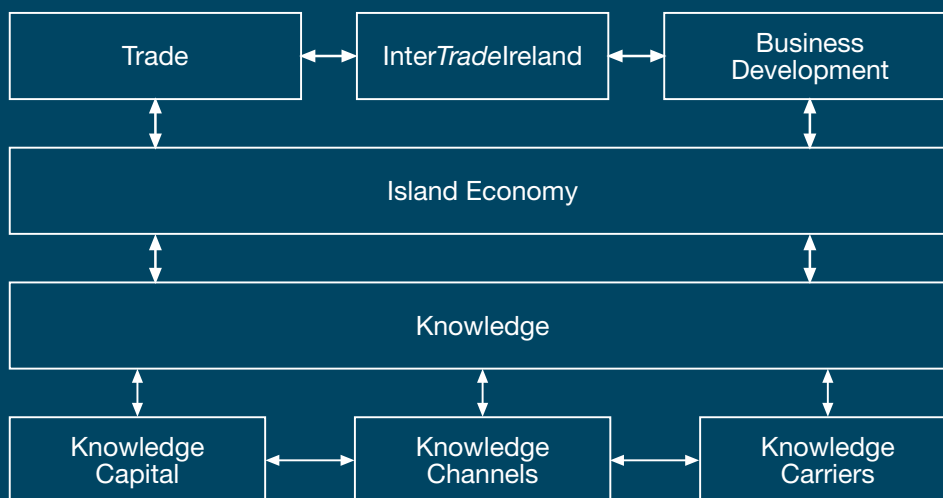 Trade
InterTradeIreland
Business
Development
Island Economy
Knowledge
Knowledge
Capital
Knowledge
Channels
Knowledge
Carriers